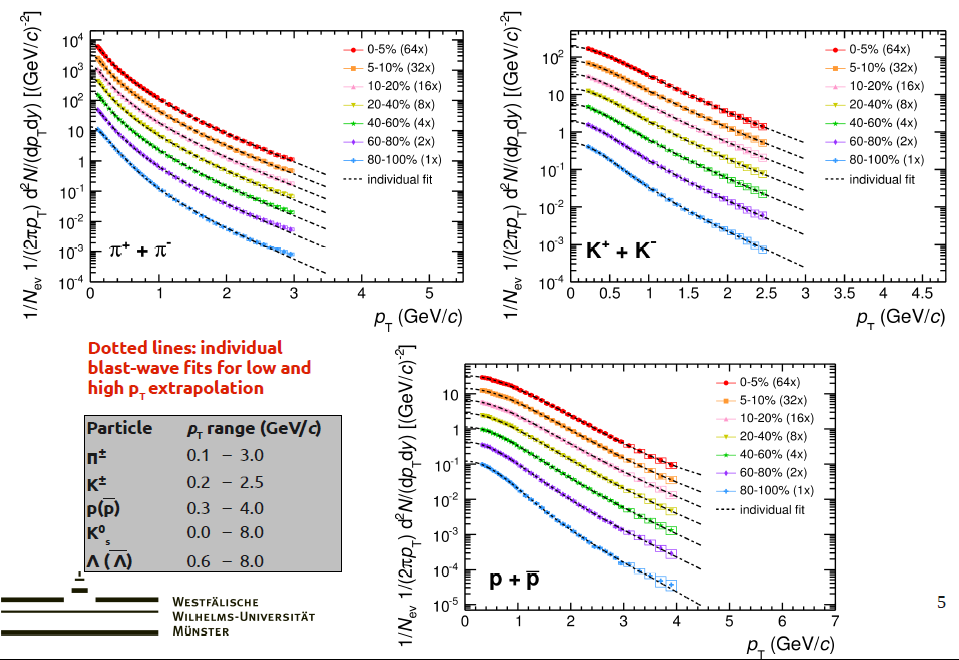 1/N_ev 1/(2πp_T) d²N/(dp_Tdy) [(GeV/c)⁻²]
10⁴
10³
10²
10
1
10⁻¹
10⁻²
10⁻³
10⁻⁴
0 1 2 3 4 5
p_T (GeV/c)
0-5% (64x)
5-10% (32x)
10-20% (16x)
20-40% (8x)
40-60% (4x)
60-80% (2x)
80-100% (1x)
individual fit
π⁺ + π⁻
1/N_ev 1/(2πp_T) d²N/(dp_Tdy) [(GeV/c)⁻²]
10²
10
1
10⁻¹
10⁻²
10⁻³
10⁻⁴
0 0.5 1 1.5 2 2.5 3 3.5 4 4.5
p_T (GeV/c)
0-5% (64x)
5-10% (32x)
10-20% (16x)
20-40% (8x)
40-60% (4x)
60-80% (2x)
80-100% (1x)
individual fit
K⁺ + K⁻
Dotted lines: individual
blast-wave fits for low and
high p_T extrapolation
Particle p_T range (GeV/c)
π± 0.1 – 3.0
K± 0.2 – 2.5
p(p̅) 0.3 – 4.0
K⁰_s 0.0 – 8.0
Λ (Λ̅) 0.6 – 8.0
1/N_ev 1/(2πp_T) d²N/(dp_Tdy) [(GeV/c)⁻²]
10
1
10⁻¹
10⁻²
10⁻³
10⁻⁴
10⁻⁵
0 1 2 3 4 5 6 7
p_T (GeV/c)
0-5% (64x)
5-10% (32x)
10-20% (16x)
20-40% (8x)
40-60% (4x)
60-80% (2x)
80-100% (1x)
individual fit
p + p̅
Westfälische
Wilhelms-Universität
Münster
5